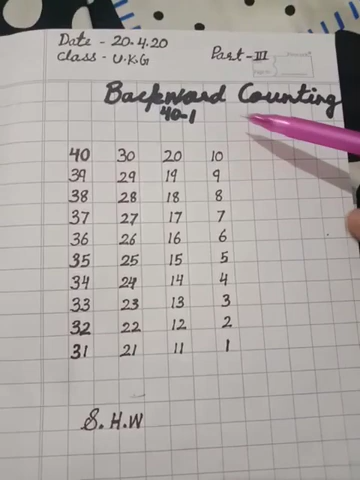 Date - 20.4.20
Class - U.K.G
Part - III
Backward Counting
40-1
40 30 20 10
39 29 19 9
38 28 18 8
37 27 17 7
36 26 16 6
35 25 15 5
34 24 14 4
33 23 13 3
32 22 12 2
31 21 11 1
S.H.W